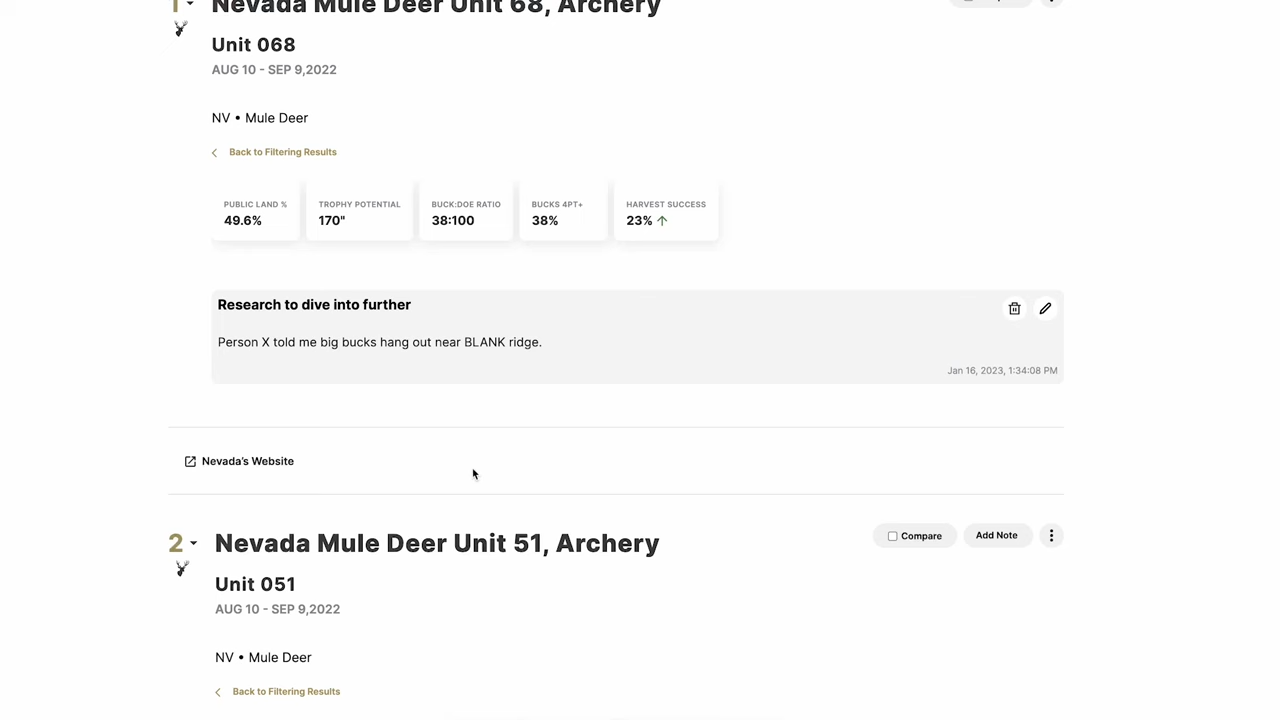 1
Nevada Mule Deer Unit 68, Archery
Unit 068
AUG 10 - SEP 9,2022
NV • Mule Deer
Back to Filtering Results
PUBLIC LAND %
49.6%
TROPHY POTENTIAL
170"
BUCK:DOE RATIO
38:100
BUCKS 4PT+
38%
HARVEST SUCCESS
23% ↑
Research to dive into further
Person X told me big bucks hang out near BLANK ridge.
Jan 16, 2023, 1:34:08 PM
Nevada's Website
2
Nevada Mule Deer Unit 51, Archery
Compare
Add Note
Unit 051
AUG 10 - SEP 9,2022
NV • Mule Deer
Back to Filtering Results